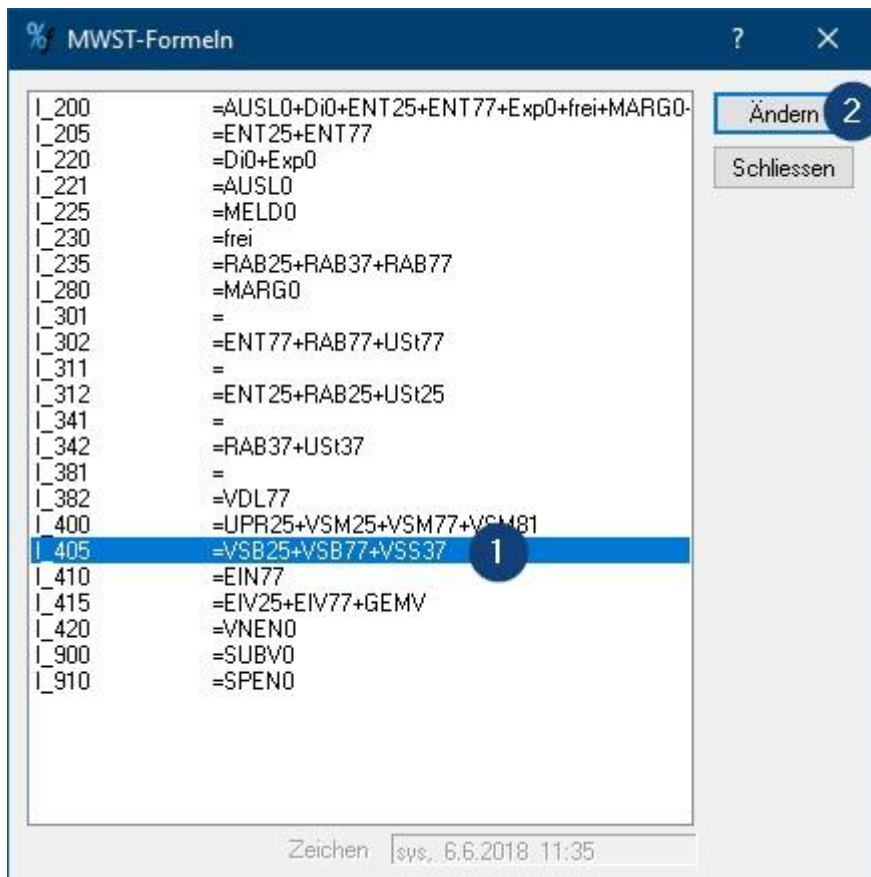 MWST-Formeln ? ×
I_200 =AUSL0+Di0+ENT25+ENT77+Exp0+frei+MARG0- Ändern 2
I_205 =ENT25+ENT77
I_220 =Di0+Exp0
I_221 =AUSL0 Schliessen
I_225 =MELD0
I_230 =frei
I_235 =RAB25+RAB37+RAB77
I_280 =MARG0
I_301 =
I_302 =ENT77+RAB77+USt77
I_311 =
I_312 =ENT25+RAB25+USt25
I_341 =
I_342 =RAB37+USt37
I_381 =
I_382 =VDL77
I_400 =UPR25+VSM25+VSM77+VSM81
I_405 =VSB25+VSB77+VSS37 1
I_410 =EIN77
I_415 =EIV25+EIV77+GEMV
I_420 =VNEN0
I_900 =SUBV0
I_910 =SPEN0
Zeichen sys, 6.6.2018 11:35